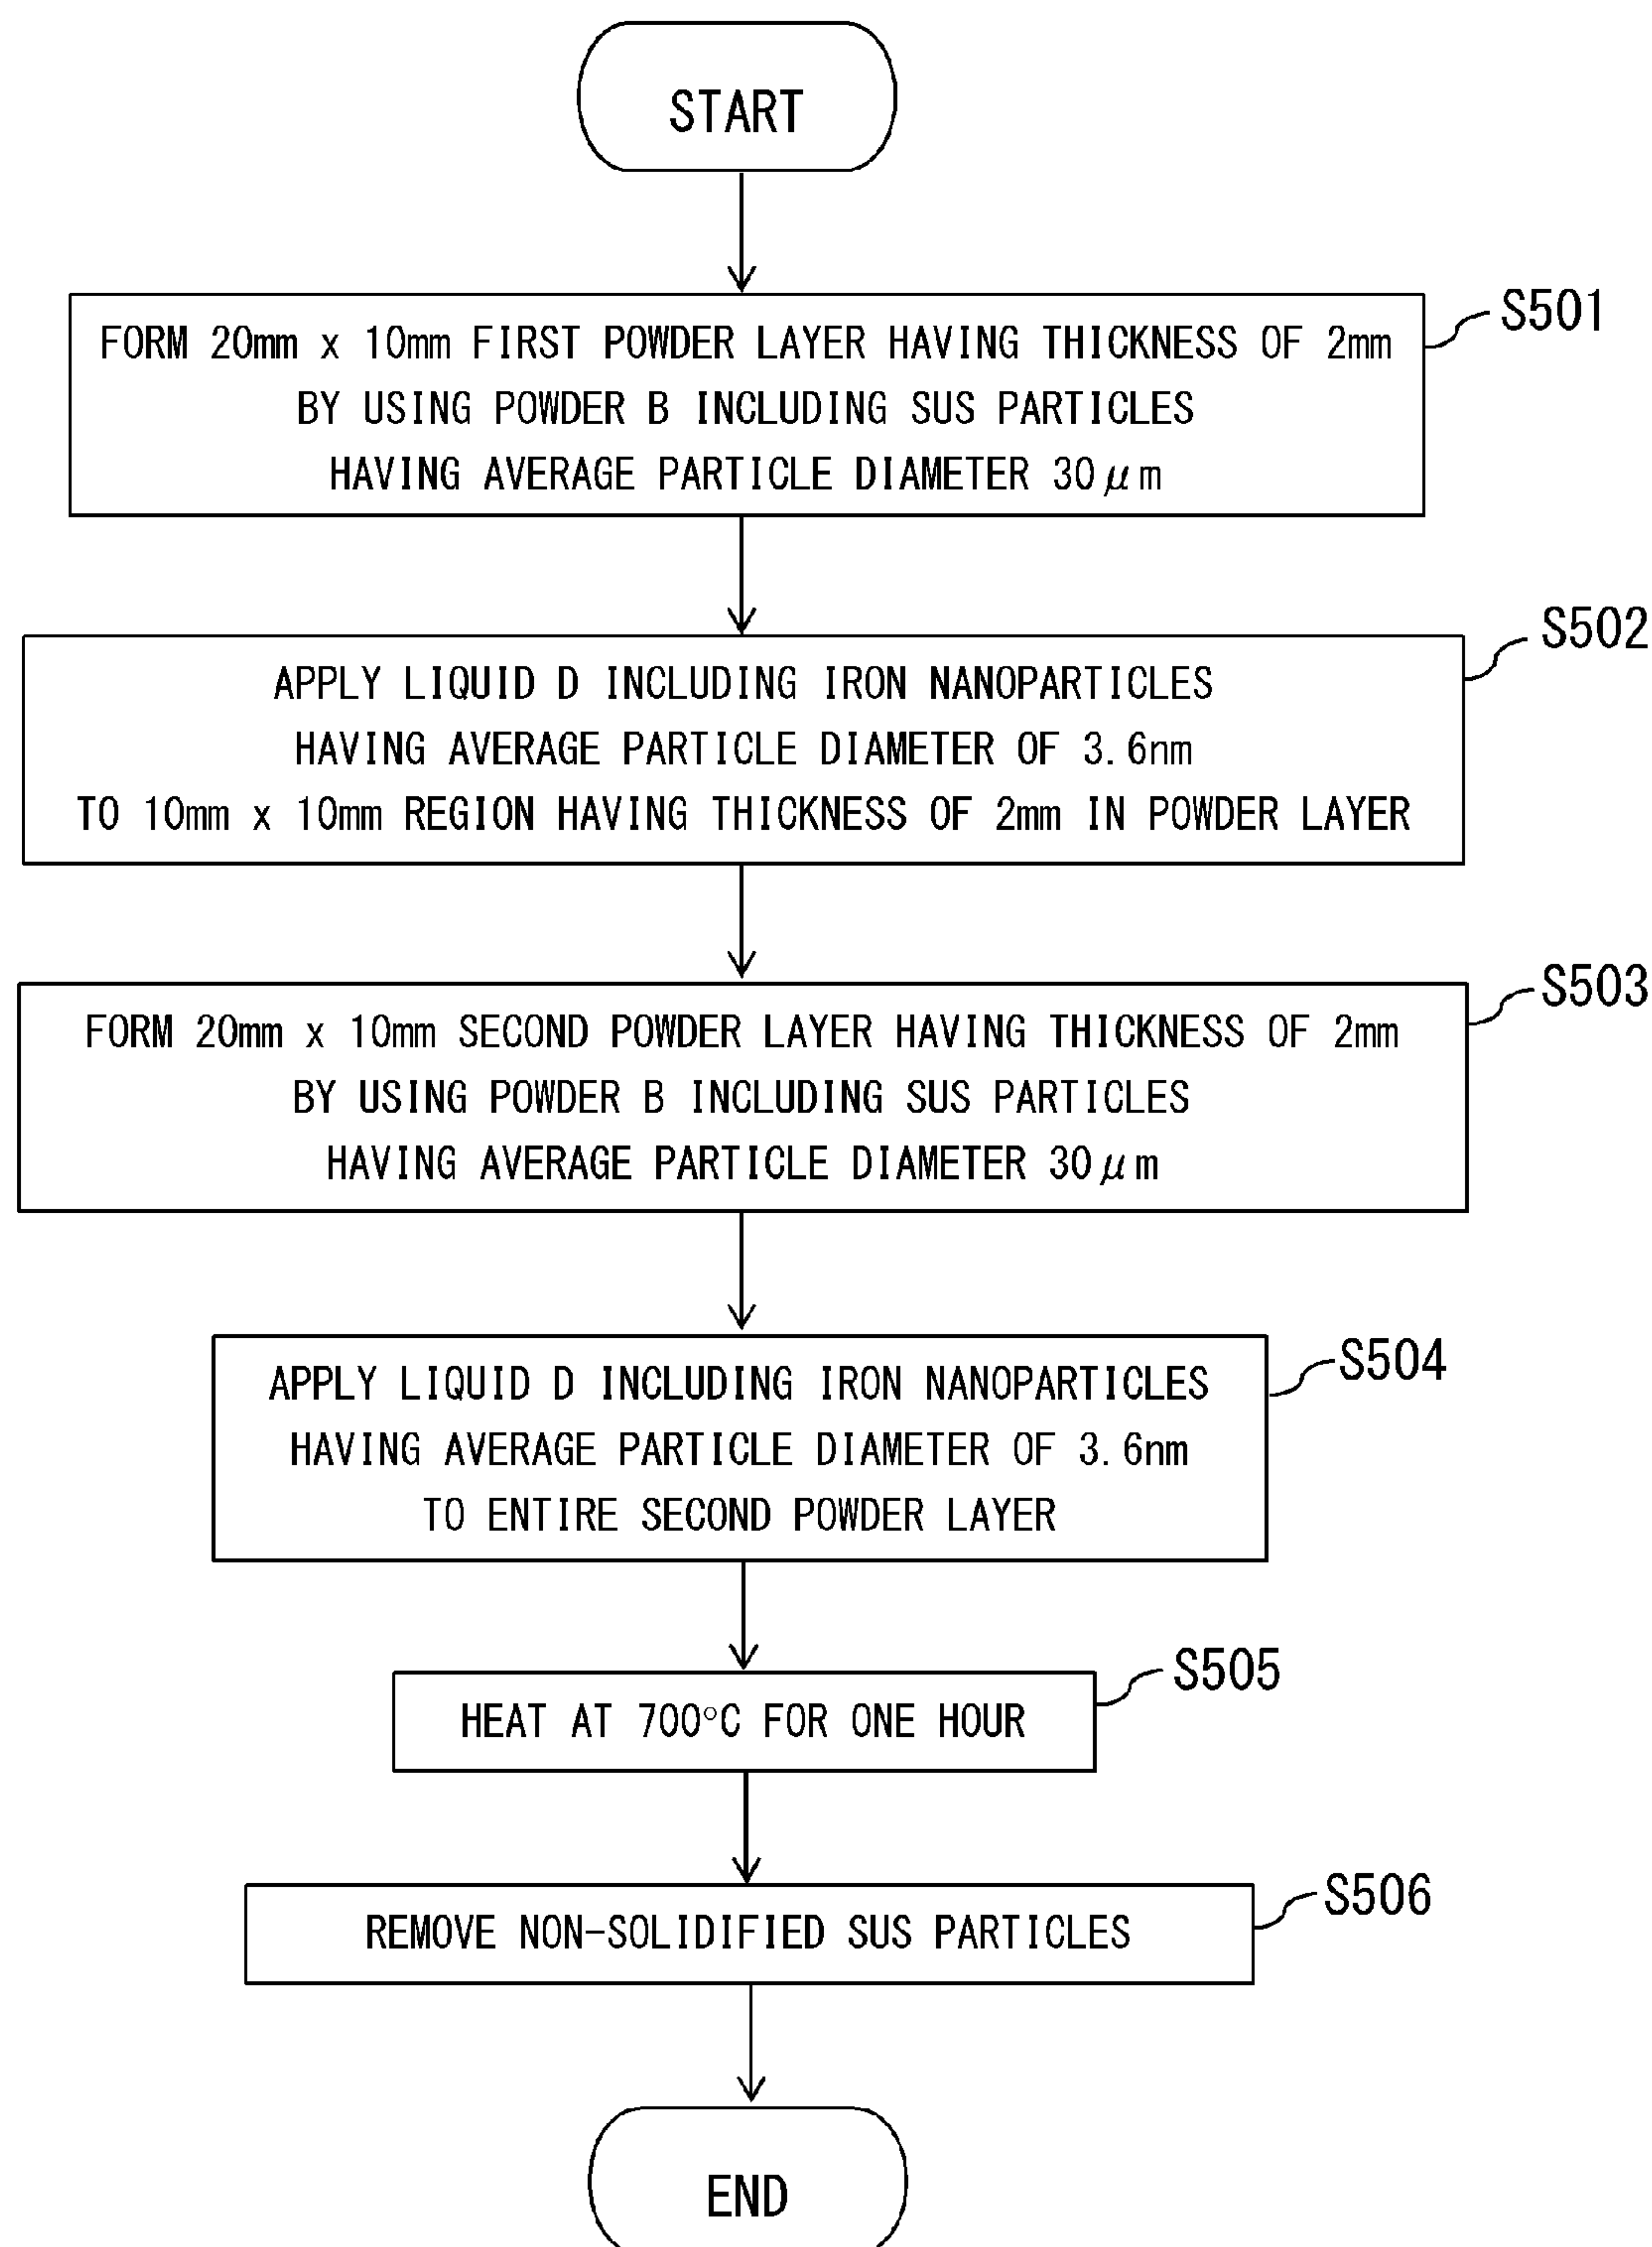 START
S501
FORM 20mm x 10mm FIRST POWDER LAYER HAVING THICKNESS OF 2mm
BY USING POWDER B INCLUDING SUS PARTICLES
HAVING AVERAGE PARTICLE DIAMETER 30μm
S502
APPLY LIQUID D INCLUDING IRON NANOPARTICLES
HAVING AVERAGE PARTICLE DIAMETER OF 3.6nm
TO 10mm x 10mm REGION HAVING THICKNESS OF 2mm IN POWDER LAYER
S503
FORM 20mm x 10mm SECOND POWDER LAYER HAVING THICKNESS OF 2mm
BY USING POWDER B INCLUDING SUS PARTICLES
HAVING AVERAGE PARTICLE DIAMETER 30μm
S504
APPLY LIQUID D INCLUDING IRON NANOPARTICLES
HAVING AVERAGE PARTICLE DIAMETER OF 3.6nm
TO ENTIRE SECOND POWDER LAYER
S505
HEAT AT 700°C FOR ONE HOUR
S506
REMOVE NON-SOLIDIFIED SUS PARTICLES
END